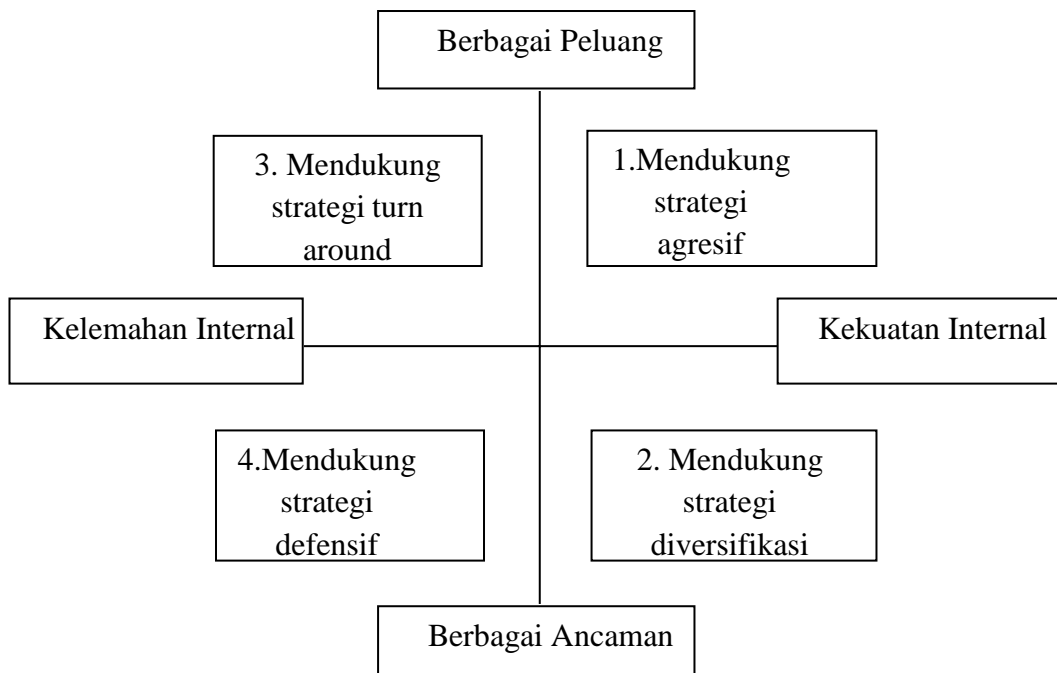 Berbagai Peluang
3. Mendukung
strategi turn
around
1.Mendukung
strategi
agresif
Kelemahan Internal
Kekuatan Internal
4.Mendukung
strategi
defensif
2. Mendukung
strategi
diversifikasi
Berbagai Ancaman